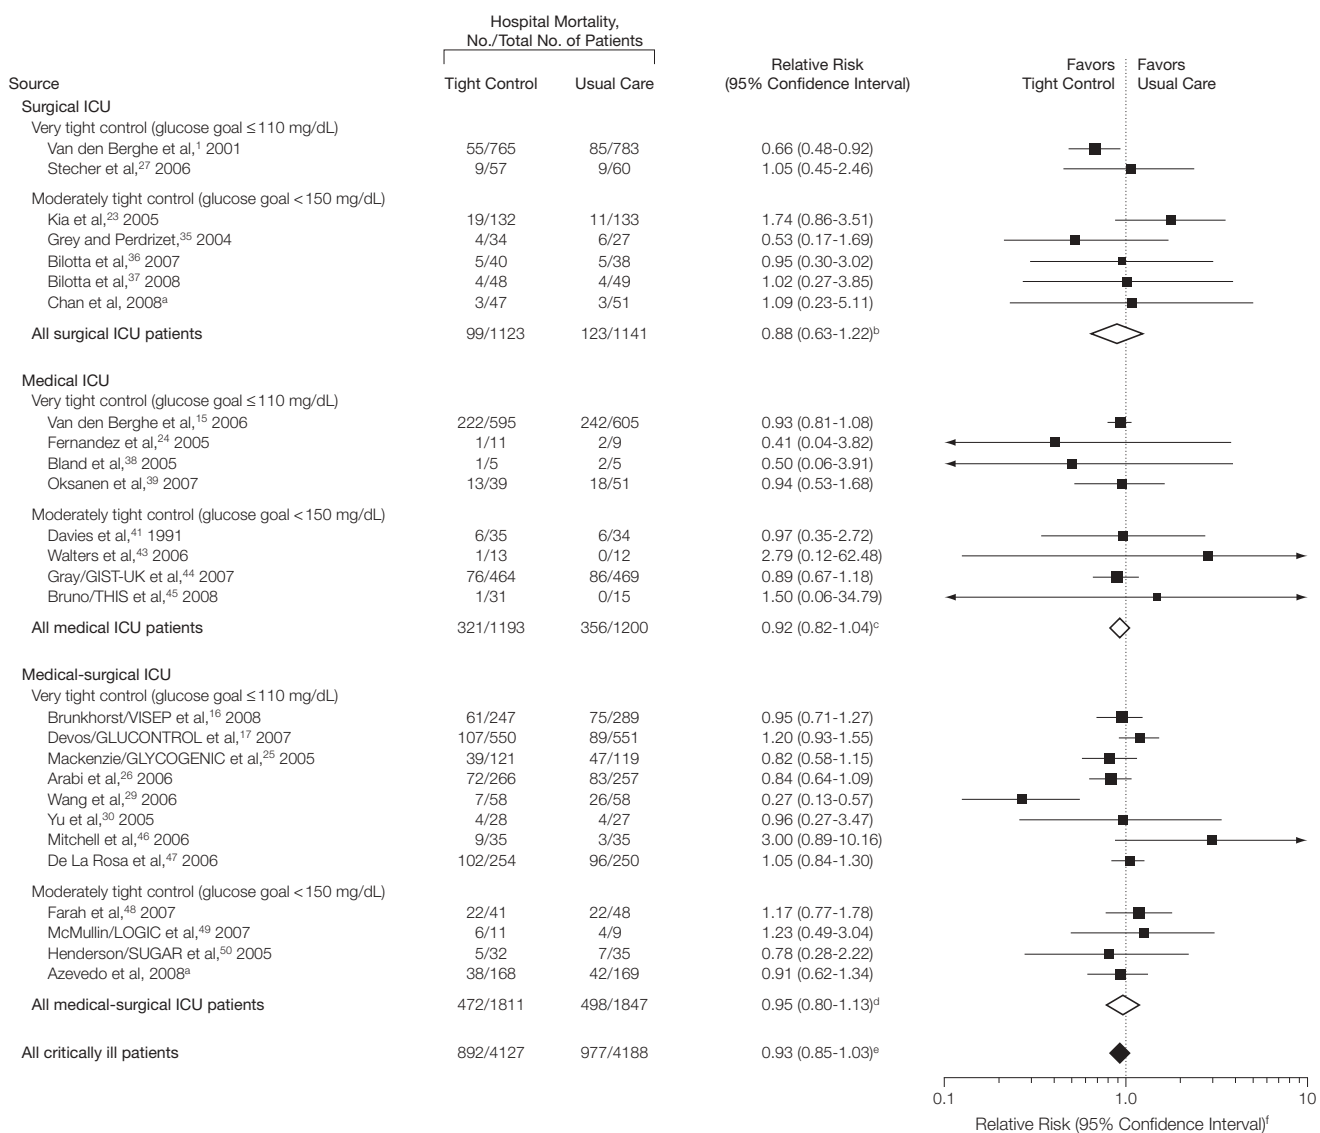 Hospital Mortality,
No./Total No. of Patients
Relative Risk
Favors Favors
Source Tight Control Usual Care (95% Confidence Interval) Tight Control Usual Care
Surgical ICU
Very tight control (glucose goal ≤110 mg/dL)
Van den Berghe et al,¹ 2001 55/765 85/783 0.66 (0.48-0.92)
Stecher et al,²⁷ 2006 9/57 9/60 1.05 (0.45-2.46)
Moderately tight control (glucose goal <150 mg/dL)
Kia et al,²³ 2005 19/132 11/133 1.74 (0.86-3.51)
Grey and Perdrizet,³⁵ 2004 4/34 6/27 0.53 (0.17-1.69)
Bilotta et al,³⁶ 2007 5/40 5/38 0.95 (0.30-3.02)
Bilotta et al,³⁷ 2008 4/48 4/49 1.02 (0.27-3.85)
Chan et al, 2008ᵃ 3/47 3/51 1.09 (0.23-5.11)
All surgical ICU patients 99/1123 123/1141 0.88 (0.63-1.22)ᵇ
Medical ICU
Very tight control (glucose goal ≤110 mg/dL)
Van den Berghe et al,¹⁵ 2006 222/595 242/605 0.93 (0.81-1.08)
Fernandez et al,²⁴ 2005 1/11 2/9 0.41 (0.04-3.82)
Bland et al,³⁸ 2005 1/5 2/5 0.50 (0.06-3.91)
Oksanen et al,³⁹ 2007 13/39 18/51 0.94 (0.53-1.68)
Moderately tight control (glucose goal <150 mg/dL)
Davies et al,⁴¹ 1991 6/35 6/34 0.97 (0.35-2.72)
Walters et al,⁴³ 2006 1/13 0/12 2.79 (0.12-62.48)
Gray/GIST-UK et al,⁴⁴ 2007 76/464 86/469 0.89 (0.67-1.18)
Bruno/THIS et al,⁴⁵ 2008 1/31 0/15 1.50 (0.06-34.79)
All medical ICU patients 321/1193 356/1200 0.92 (0.82-1.04)ᶜ
Medical-surgical ICU
Very tight control (glucose goal ≤110 mg/dL)
Brunkhorst/VISEP et al,¹⁶ 2008 61/247 75/289 0.95 (0.71-1.27)
Devos/GLUCONTROL et al,¹⁷ 2007 107/550 89/551 1.20 (0.93-1.55)
Mackenzie/GLYCOGENIC et al,²⁵ 2005 39/121 47/119 0.82 (0.58-1.15)
Arabi et al,²⁶ 2006 72/266 83/257 0.84 (0.64-1.09)
Wang et al,²⁹ 2006 7/58 26/58 0.27 (0.13-0.57)
Yu et al,³⁰ 2005 4/28 4/27 0.96 (0.27-3.47)
Mitchell et al,⁴⁶ 2006 9/35 3/35 3.00 (0.89-10.16)
De La Rosa et al,⁴⁷ 2006 102/254 96/250 1.05 (0.84-1.30)
Moderately tight control (glucose goal <150 mg/dL)
Farah et al,⁴⁸ 2007 22/41 22/48 1.17 (0.77-1.78)
McMullin/LOGIC et al,⁴⁹ 2007 6/11 4/9 1.23 (0.49-3.04)
Henderson/SUGAR et al,⁵⁰ 2005 5/32 7/35 0.78 (0.28-2.22)
Azevedo et al, 2008ᵃ 38/168 42/169 0.91 (0.62-1.34)
All medical-surgical ICU patients 472/1811 498/1847 0.95 (0.80-1.13)ᵈ
All critically ill patients 892/4127 977/4188 0.93 (0.85-1.03)ᵉ
0.1 1.0 10
Relative Risk (95% Confidence Interval)ᶠ